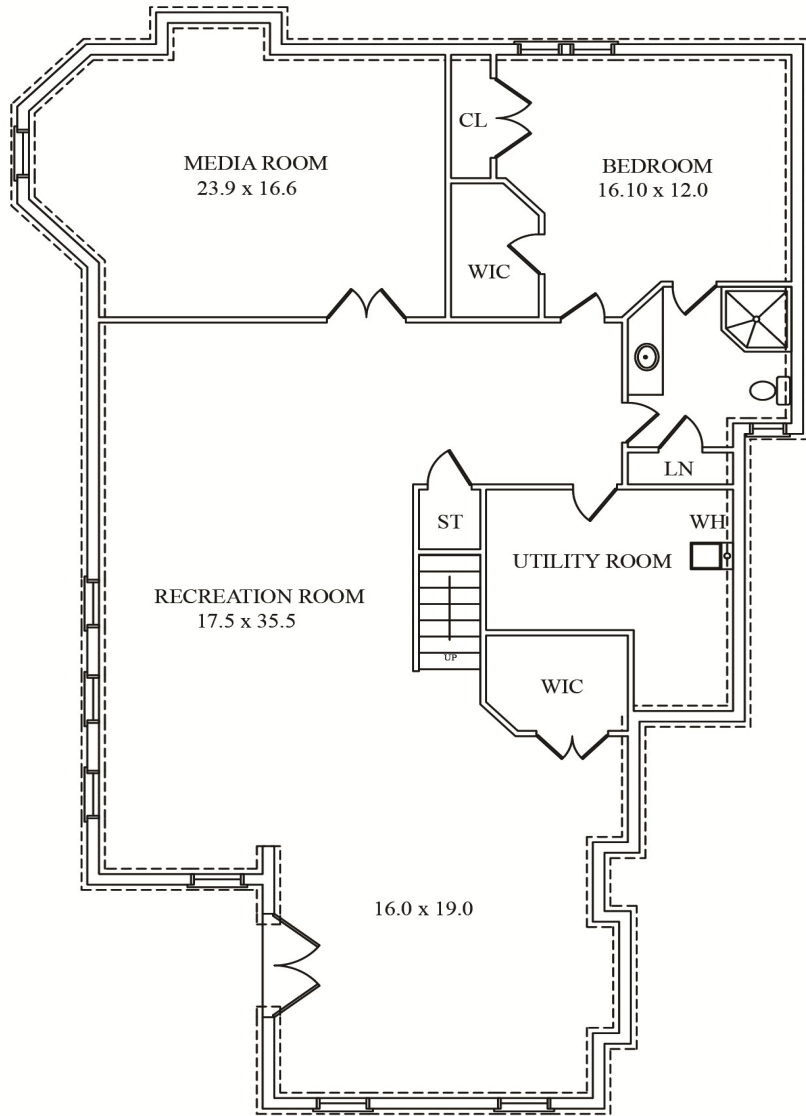 CL
MEDIA ROOM
23.9 x 16.6
BEDROOM
16.10 x 12.0
WIC
LN
ST
WH
UTILITY ROOM
RECREATION ROOM
17.5 x 35.5
UP
WIC
16.0 x 19.0